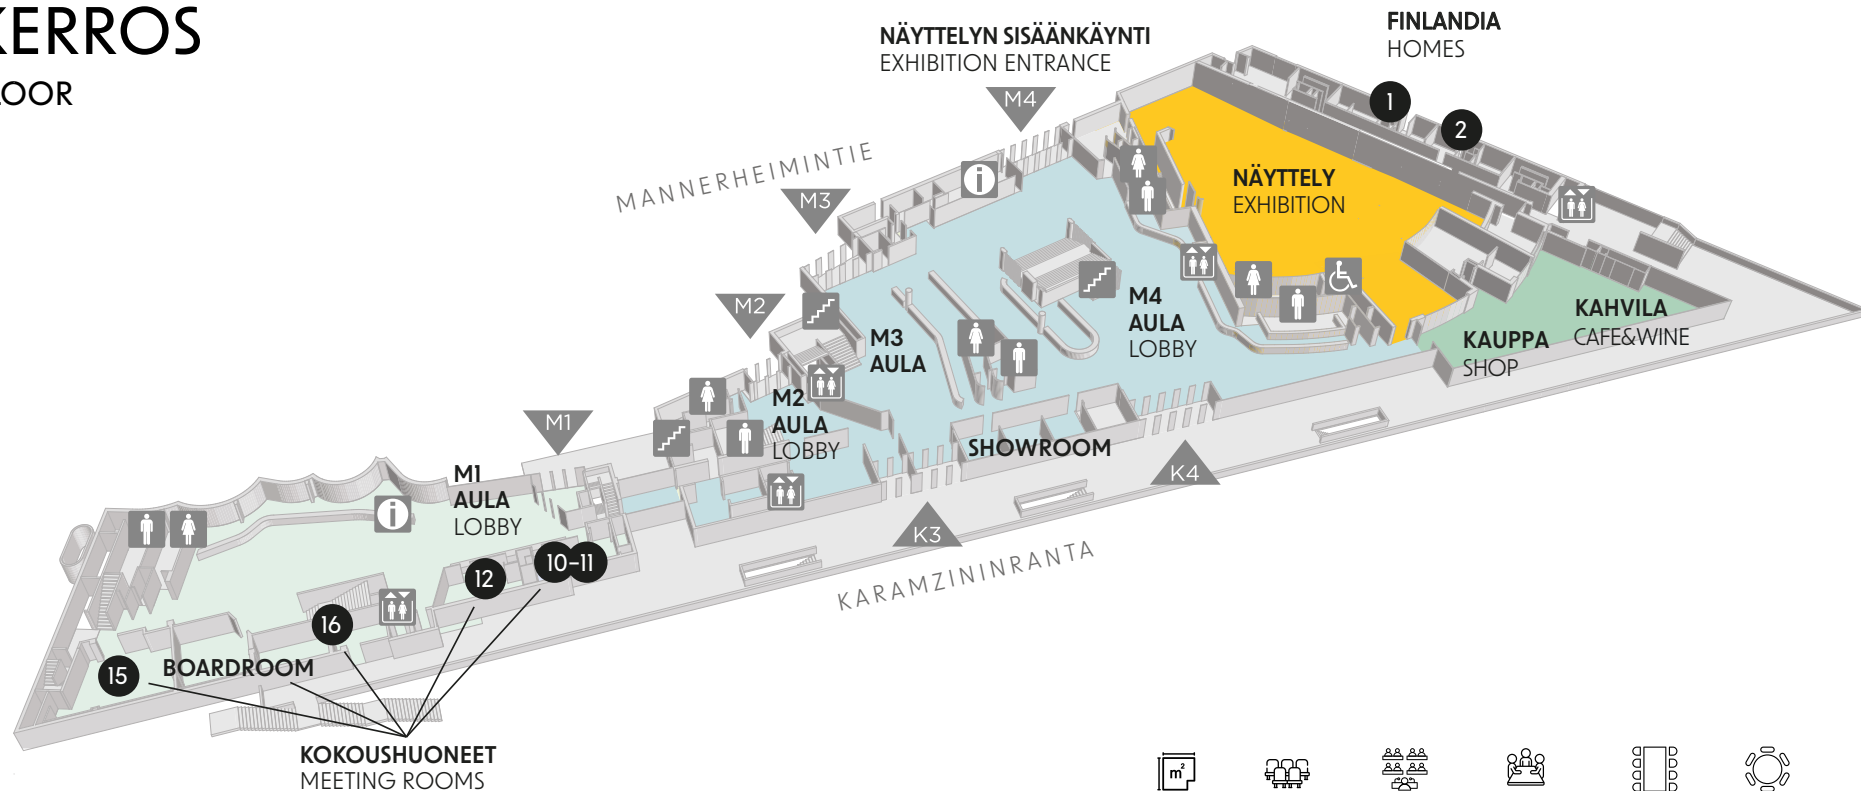 KERROS
LOOR
NÄYTTELYN SISÄÄNKÄYNTI
EXHIBITION ENTRANCE
M4
FINLANDIA
HOMES
1
2
MANNERHEIMINTIE
M3
NÄYTTELY
EXHIBITION
M2
M4
AULA
LOBBY
M3
AULA
KAHVILA
CAFE&WINE
KAUPPA
SHOP
M2
AULA
LOBBY
M1
SHOWROOM
K4
K3
M1
AULA
LOBBY
KARAMZININRANTA
10–11
12
16
15
BOARDROOM
KOKOUSHUONEET
MEETING ROOMS
i
i
m²